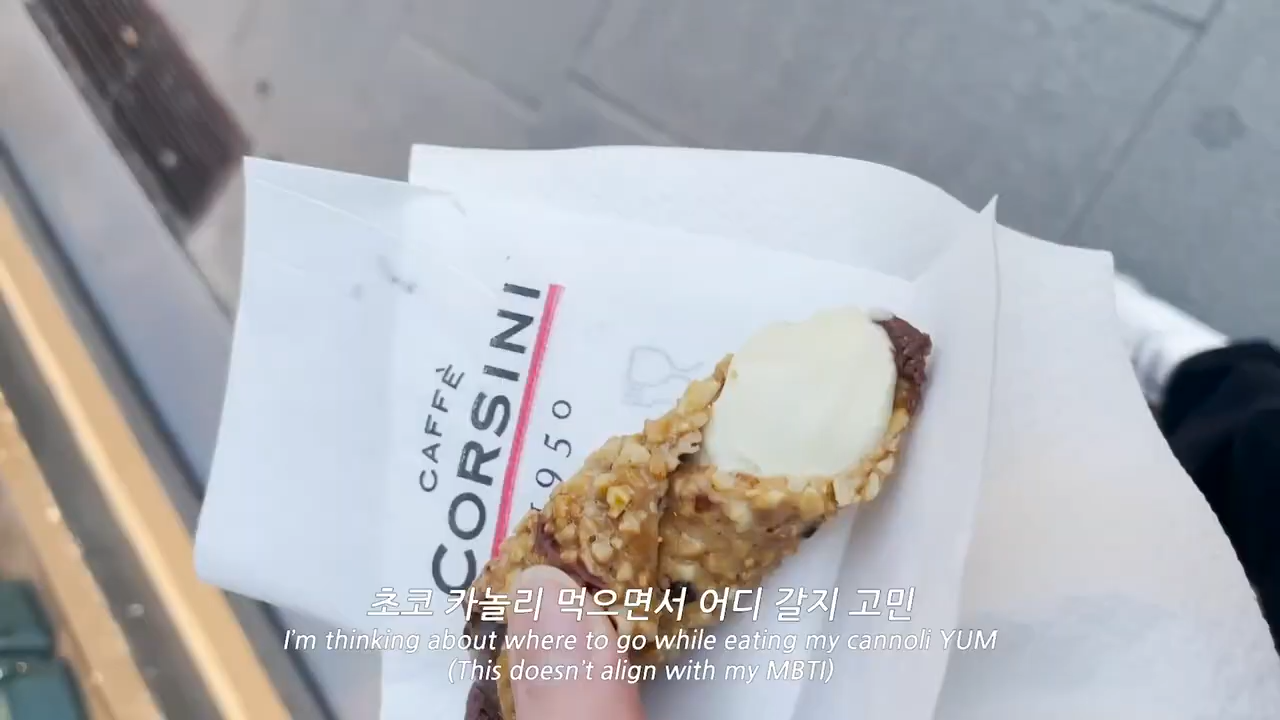 CAFFÈ
CORSINI
1950
초코 카놀리 먹으면서 어디 갈지 고민
I'm thinking about where to go while eating my cannoli YUM
(This doesn't align with my MBTI)